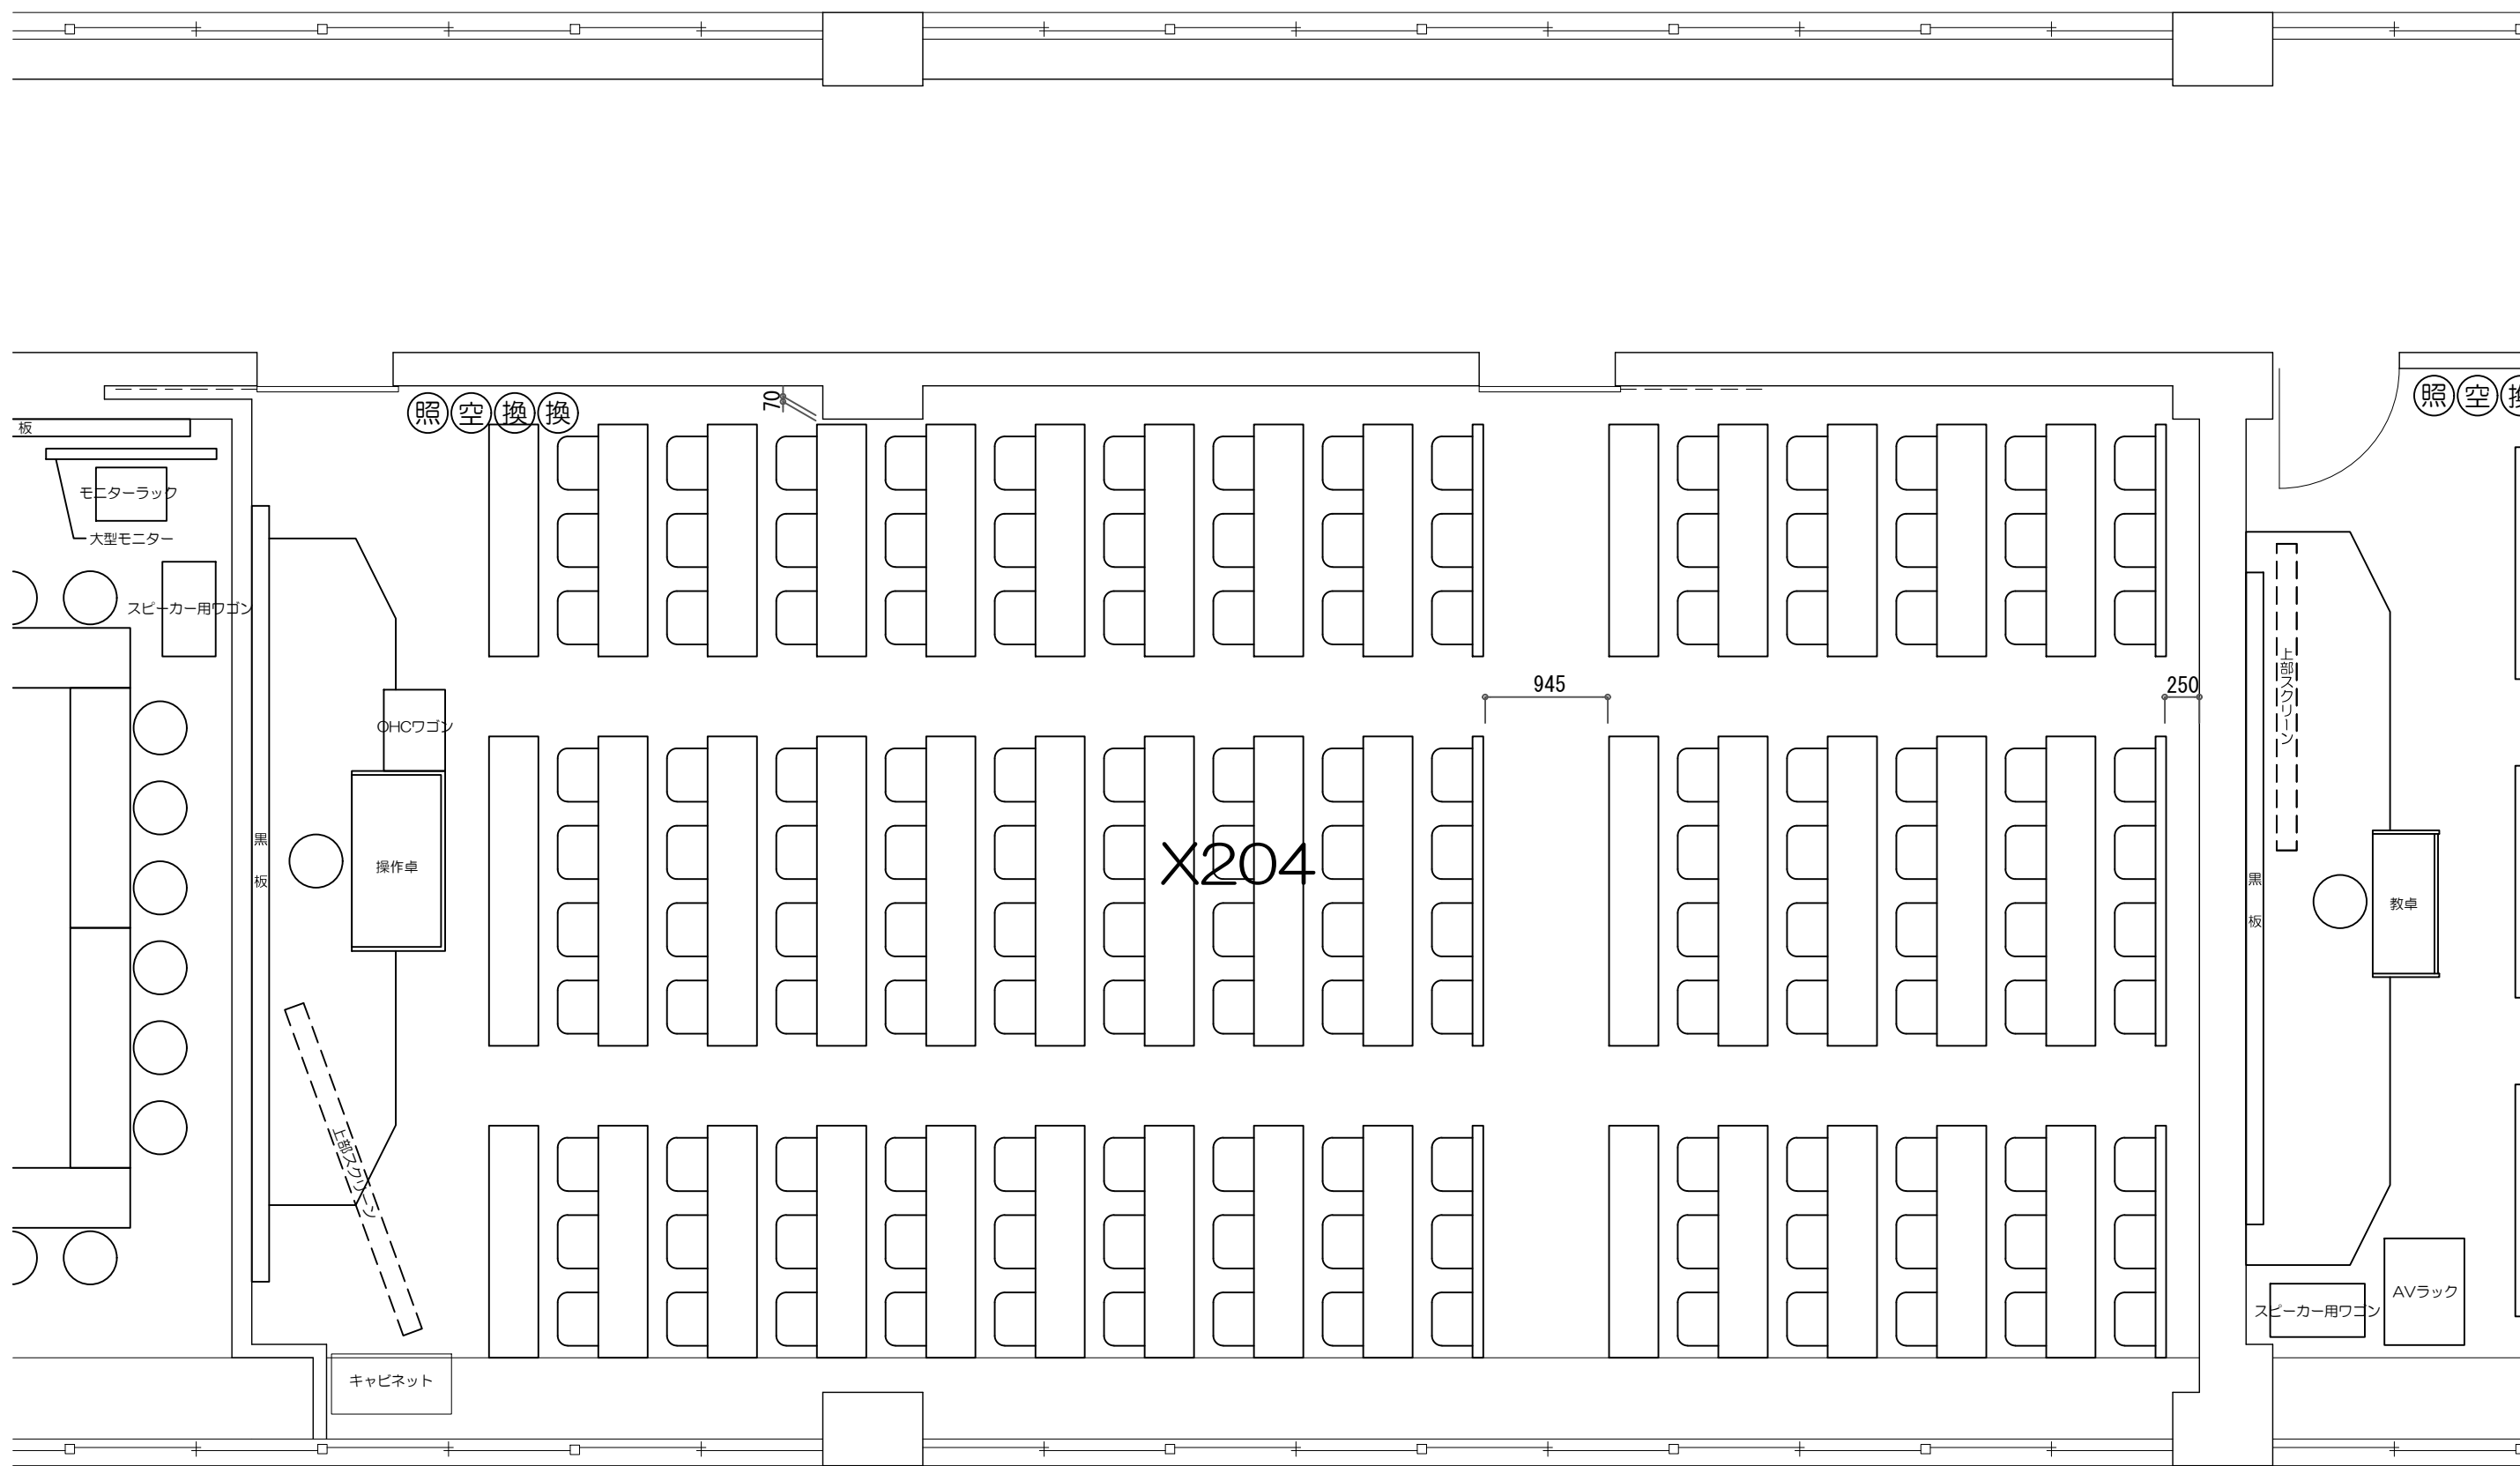 照 空 換 換
70
照 空 換
板
モニターラック
大型モニター
スピーカー用ワゴン
945
250
上部スクリーン
OHCワゴン
黒板
操作卓
X204
黒板
教卓
上部スクリーン
AVラック
スピーカー用ワゴン
キャビネット